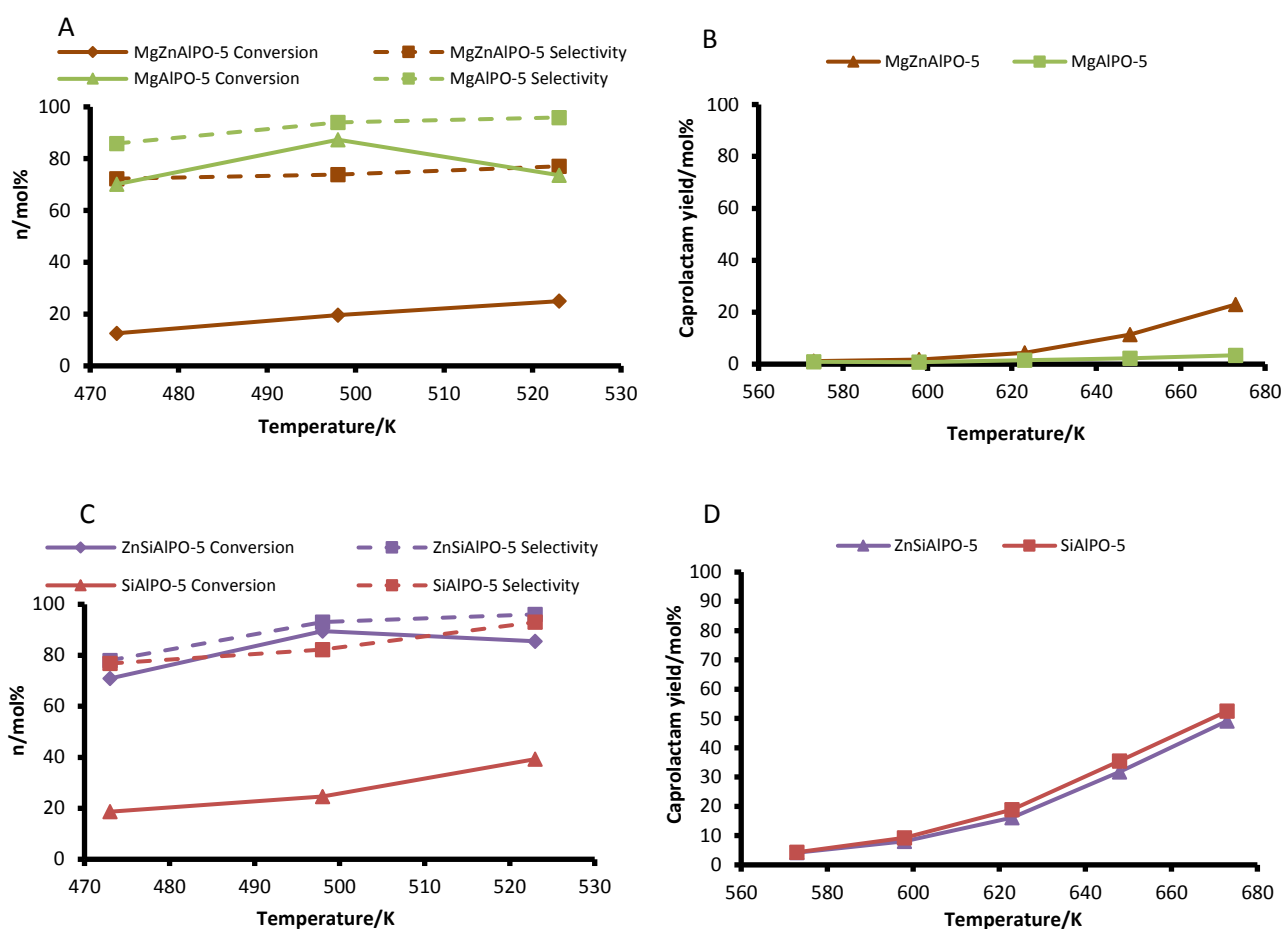 A
MgZnAlPO-5 Conversion MgZnAlPO-5 Selectivity
MgAlPO-5 Conversion MgAlPO-5 Selectivity
100
80
60
40
20
0
470 480 490 500 510 520 530
n/mol%
Temperature/K
B
MgZnAlPO-5 MgAlPO-5
100
80
60
40
20
0
560 580 600 620 640 660 680
Caprolactam yield/mol%
Temperature/K
C
ZnSiAlPO-5 Conversion ZnSiAlPO-5 Selectivity
SiAlPO-5 Conversion SiAlPO-5 Selectivity
100
80
60
40
20
0
470 480 490 500 510 520 530
n/mol%
Temperature/K
D
ZnSiAlPO-5 SiAlPO-5
100
90
80
70
60
50
40
30
20
10
0
560 580 600 620 640 660 680
Caprolactam yield/mol%
Temperature/K